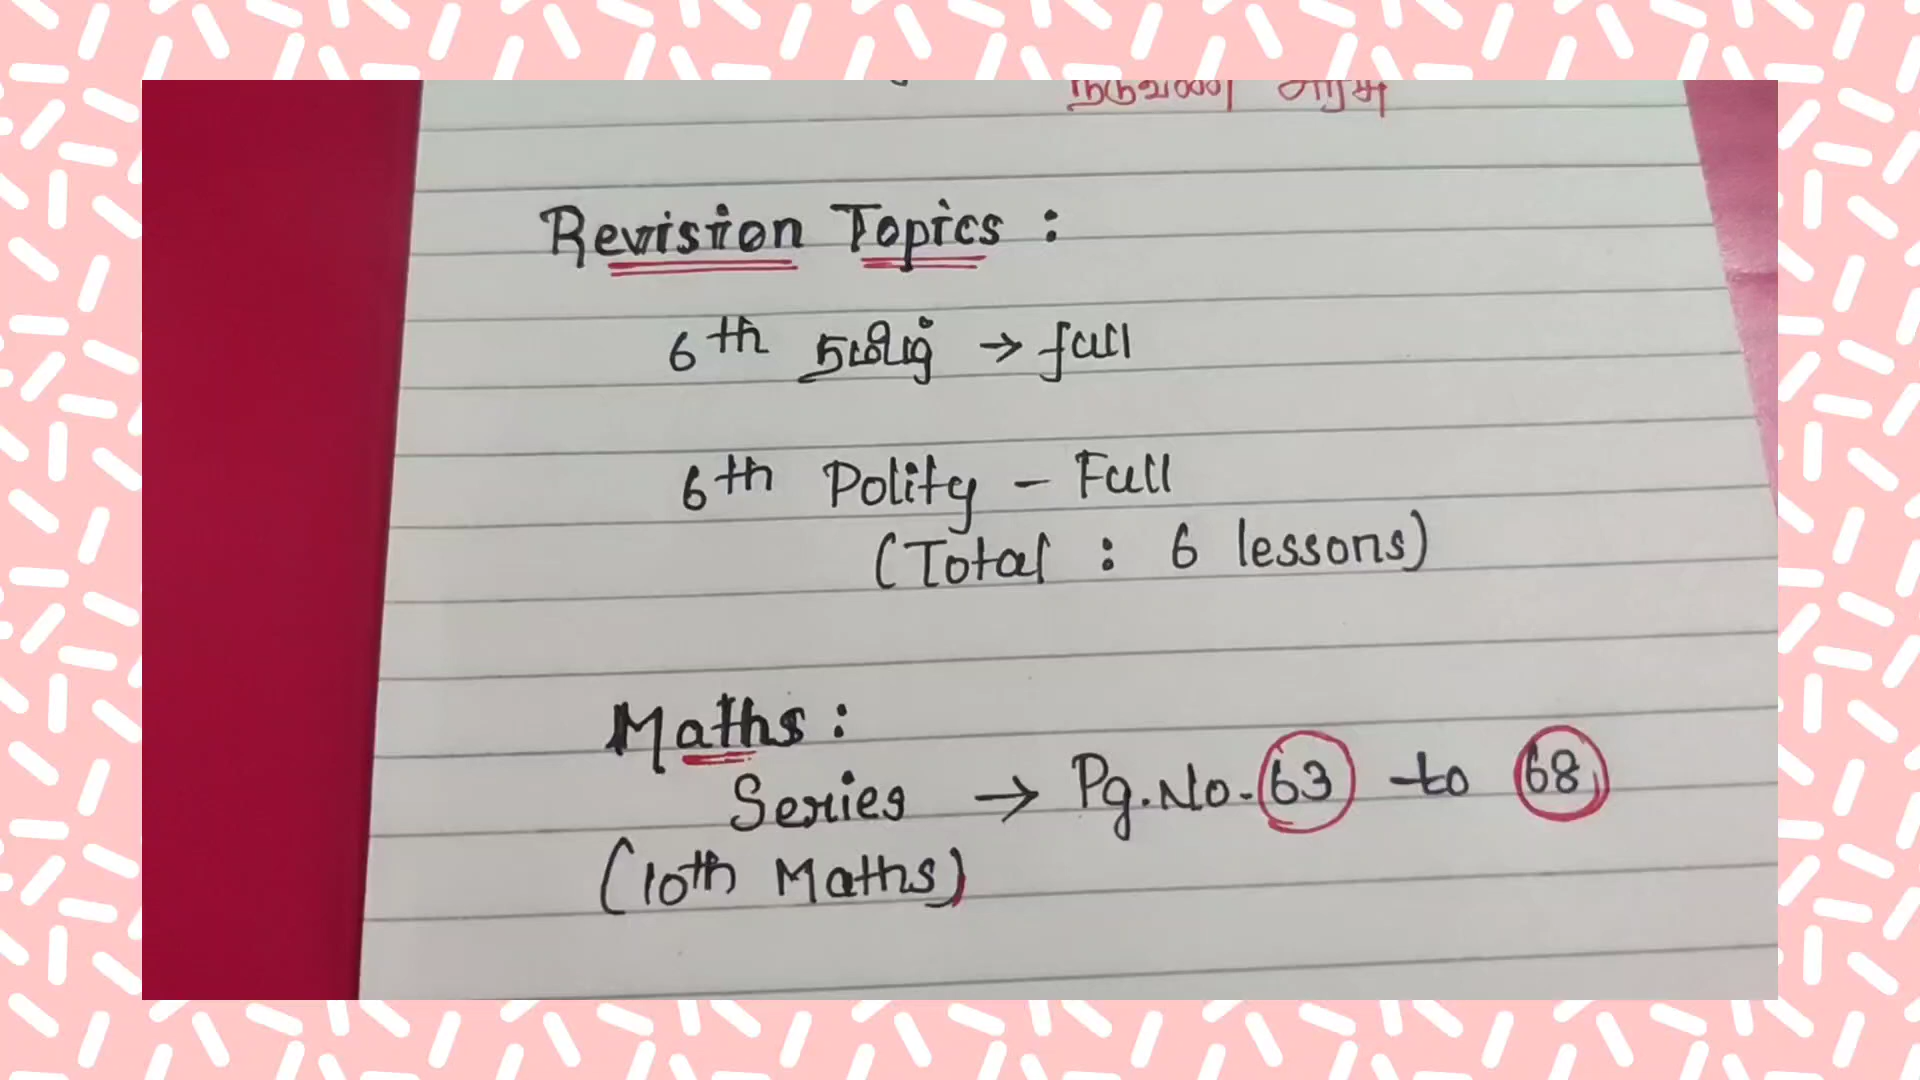 Revision Topics :
6th தமிழ் → full
6th Polity - Full
(Total : 6 lessons)
Maths :
Series → Pg.No. 63 to 68
(10th Maths)